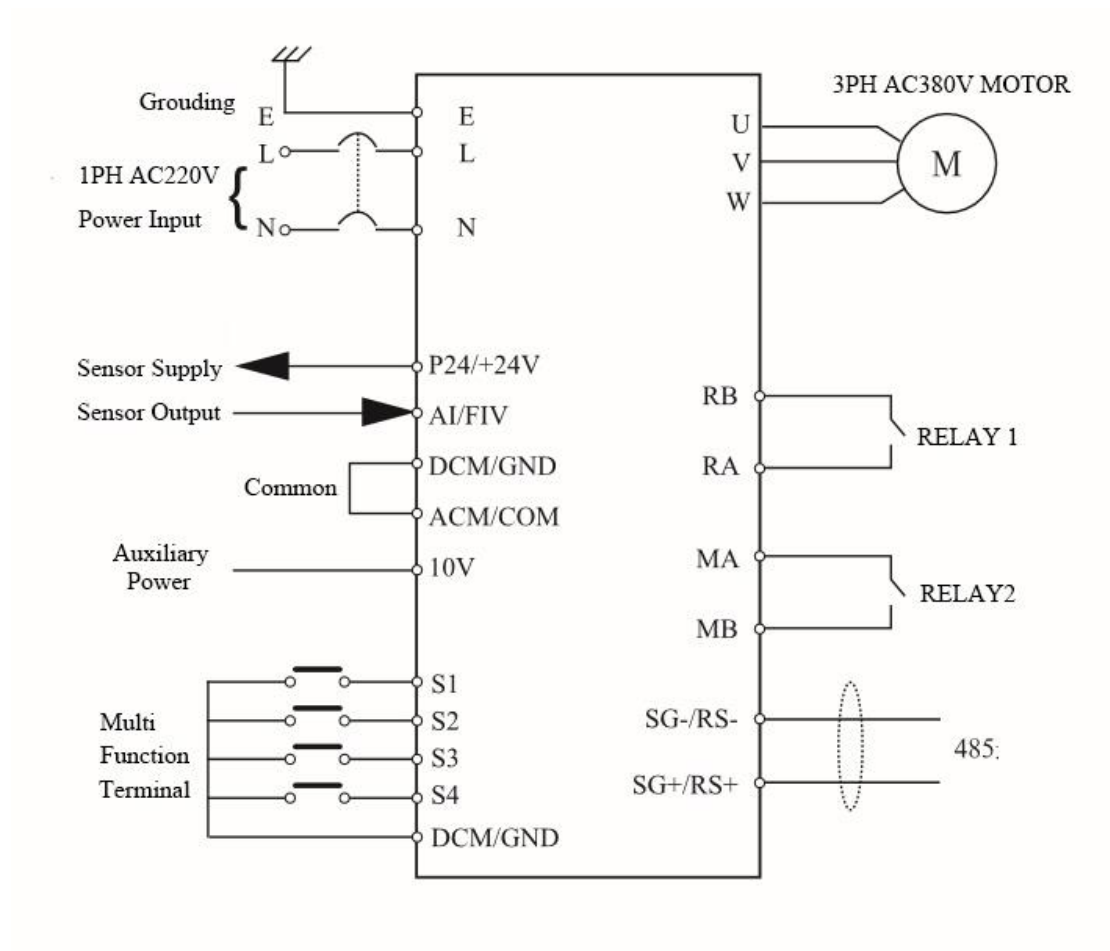 Grouding
E
L
1PH AC220V
Power Input
N
E
L
N
3PH AC380V MOTOR
U
V
W
M
Sensor Supply
P24/+24V
Sensor Output
AI/FIV
DCM/GND
Common
ACM/COM
Auxiliary
Power
10V
RB
RELAY 1
RA
MA
RELAY2
MB
Multi
Function
Terminal
S1
S2
S3
S4
DCM/GND
SG-/RS-
485:
SG+/RS+